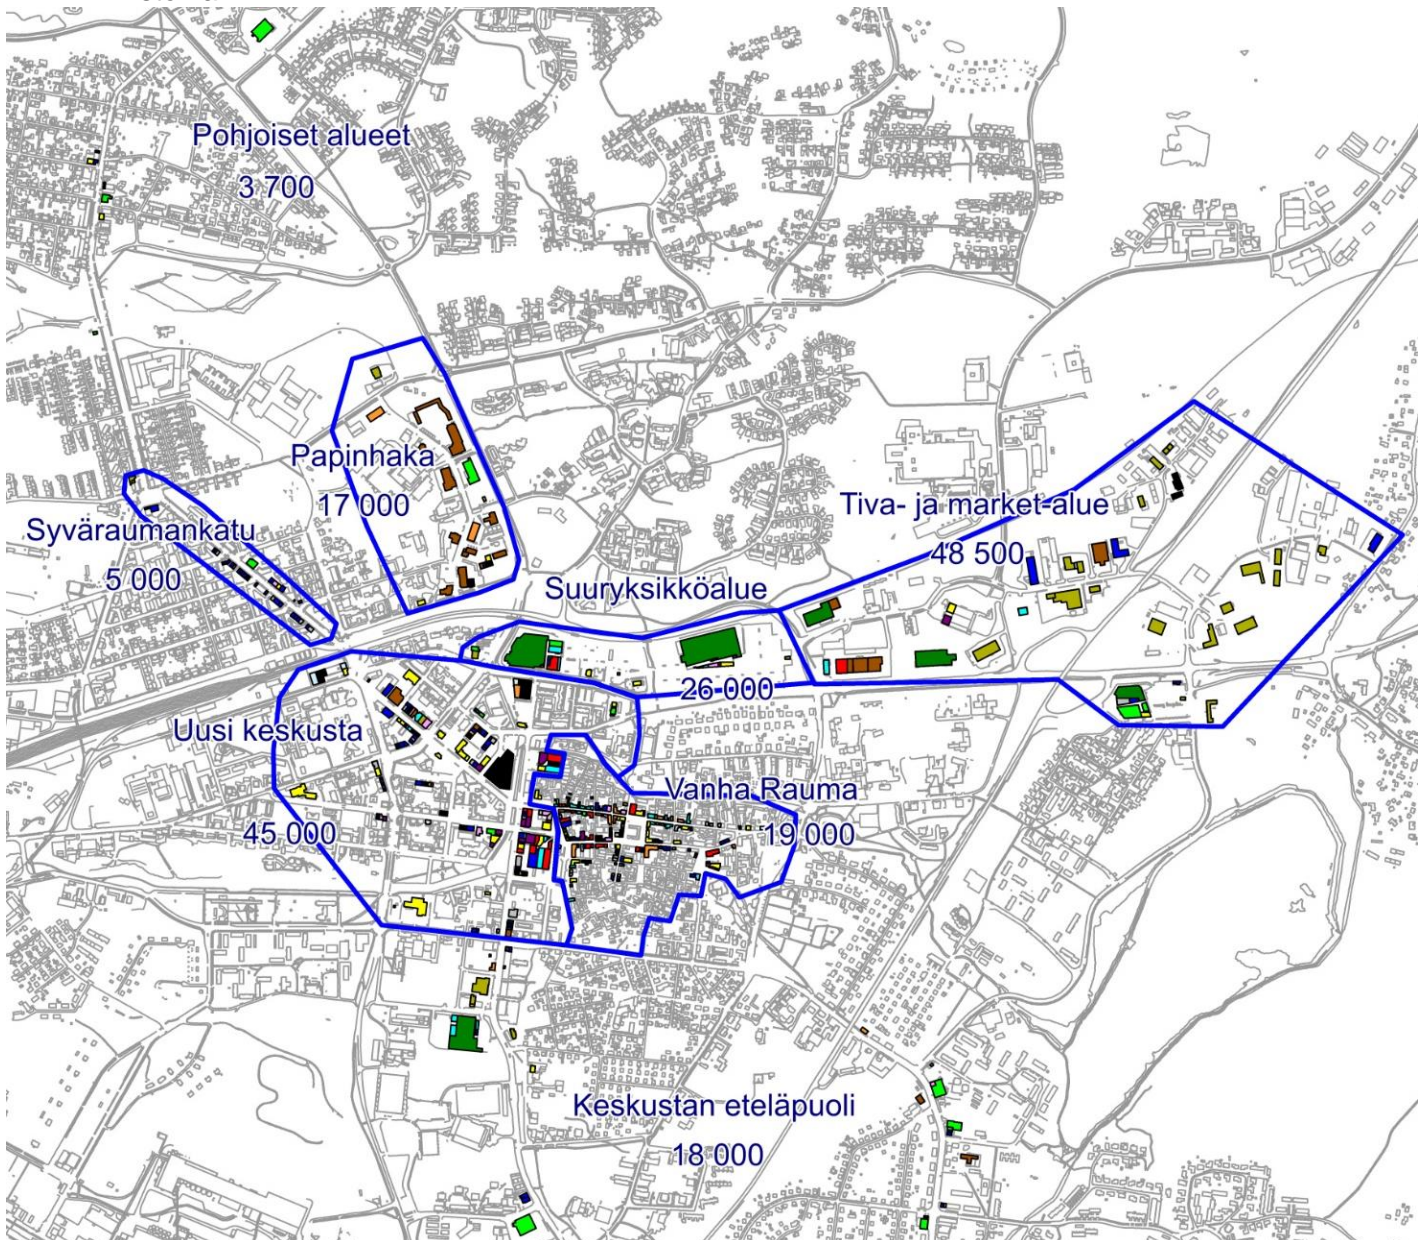 Pohjoiset alueet
3 700
Papinhaka
17 000
Syväraumankatu
5 000
Tiva- ja market-alue
48 500
Suuryksikköalue
26 000
Uusi keskusta
45 000
Vanha Rauma
19 000
Keskustan eteläpuoli
18 000